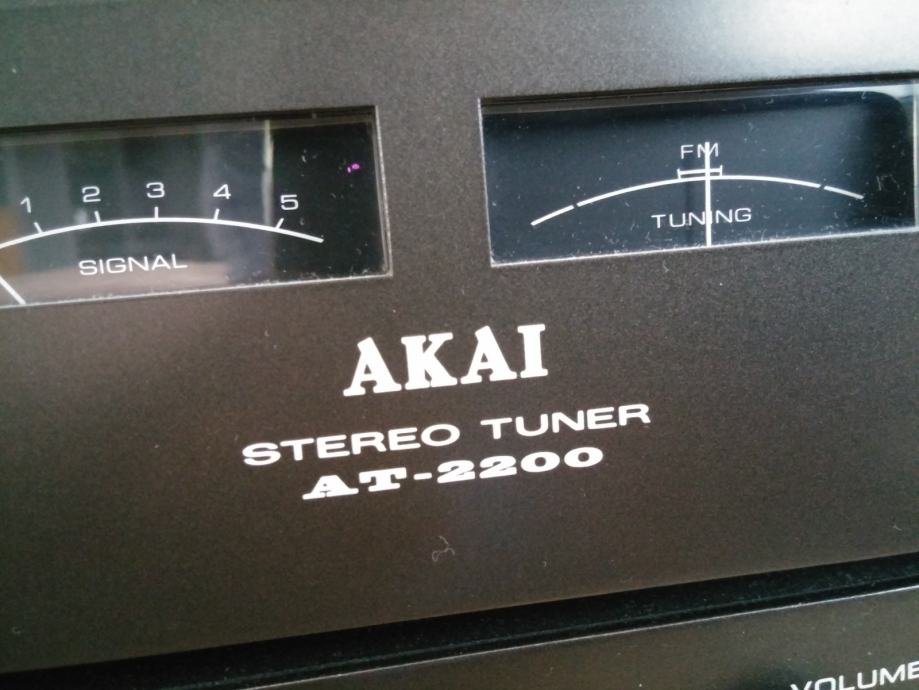 1 2 3 4 5
SIGNAL
FM
TUNING
AKAI
STEREO TUNER
AT-2200
VOLUME